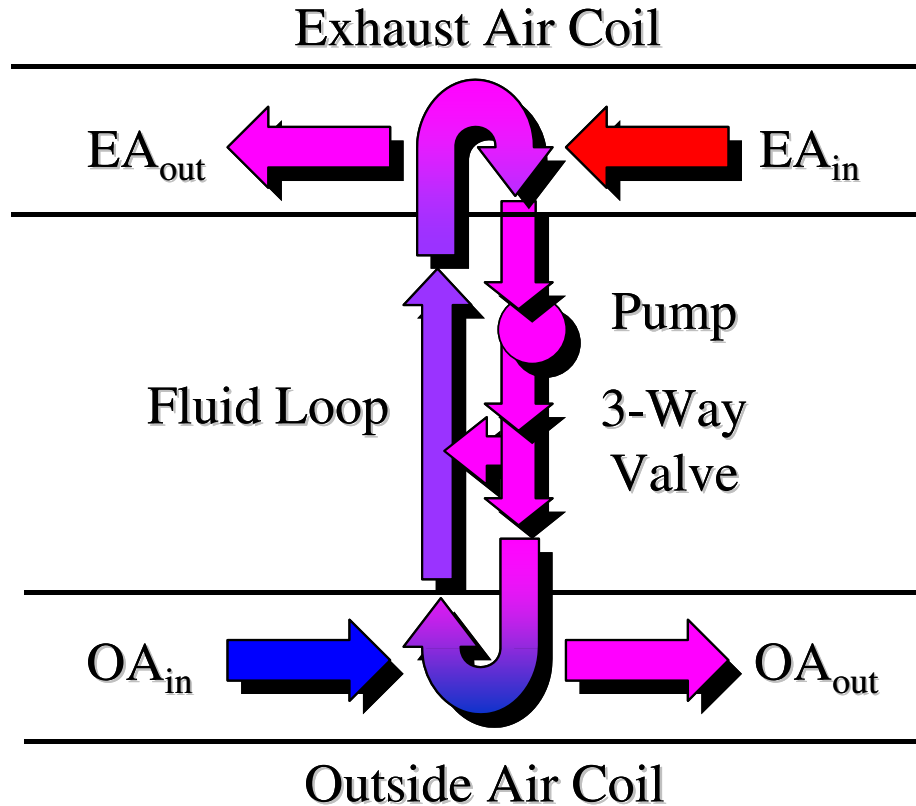 Exhaust Air Coil
EAout
EAin
Pump
Fluid Loop
3-Way
Valve
OAin
OAout
Outside Air Coil